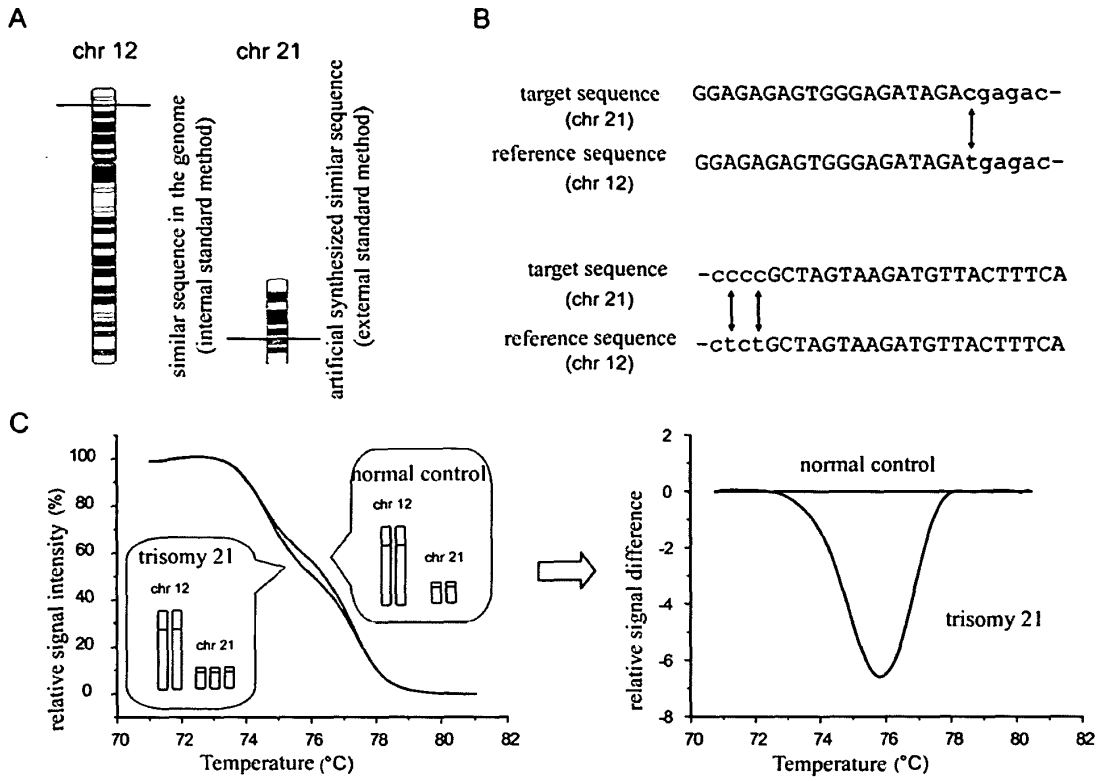 A
chr 12
chr 21
similar sequence in the genome
(internal standard method)
artificial synthesized similar sequence
(external standard method)
B
target sequence
(chr 21)
GGAGAGAGTGGGAGATAGAcgagac-
reference sequence
(chr 12)
GGAGAGAGTGGGAGATAGAtgagac-
target sequence
(chr 21)
-ccccGCTAGTAAGATGTTACTTTCA
reference sequence
(chr 12)
-ctctGCTAGTAAGATGTTACTTTCA
C
relative signal intensity (%)
100
80
60
40
20
0
70 72 74 76 78 80 82
Temperature (°C)
trisomy 21
chr 12
chr 21
normal control
chr 12
chr 21
relative signal difference
2
0
-2
-4
-6
-8
70 72 74 76 78 80 82
Temperature (°C)
normal control
trisomy 21